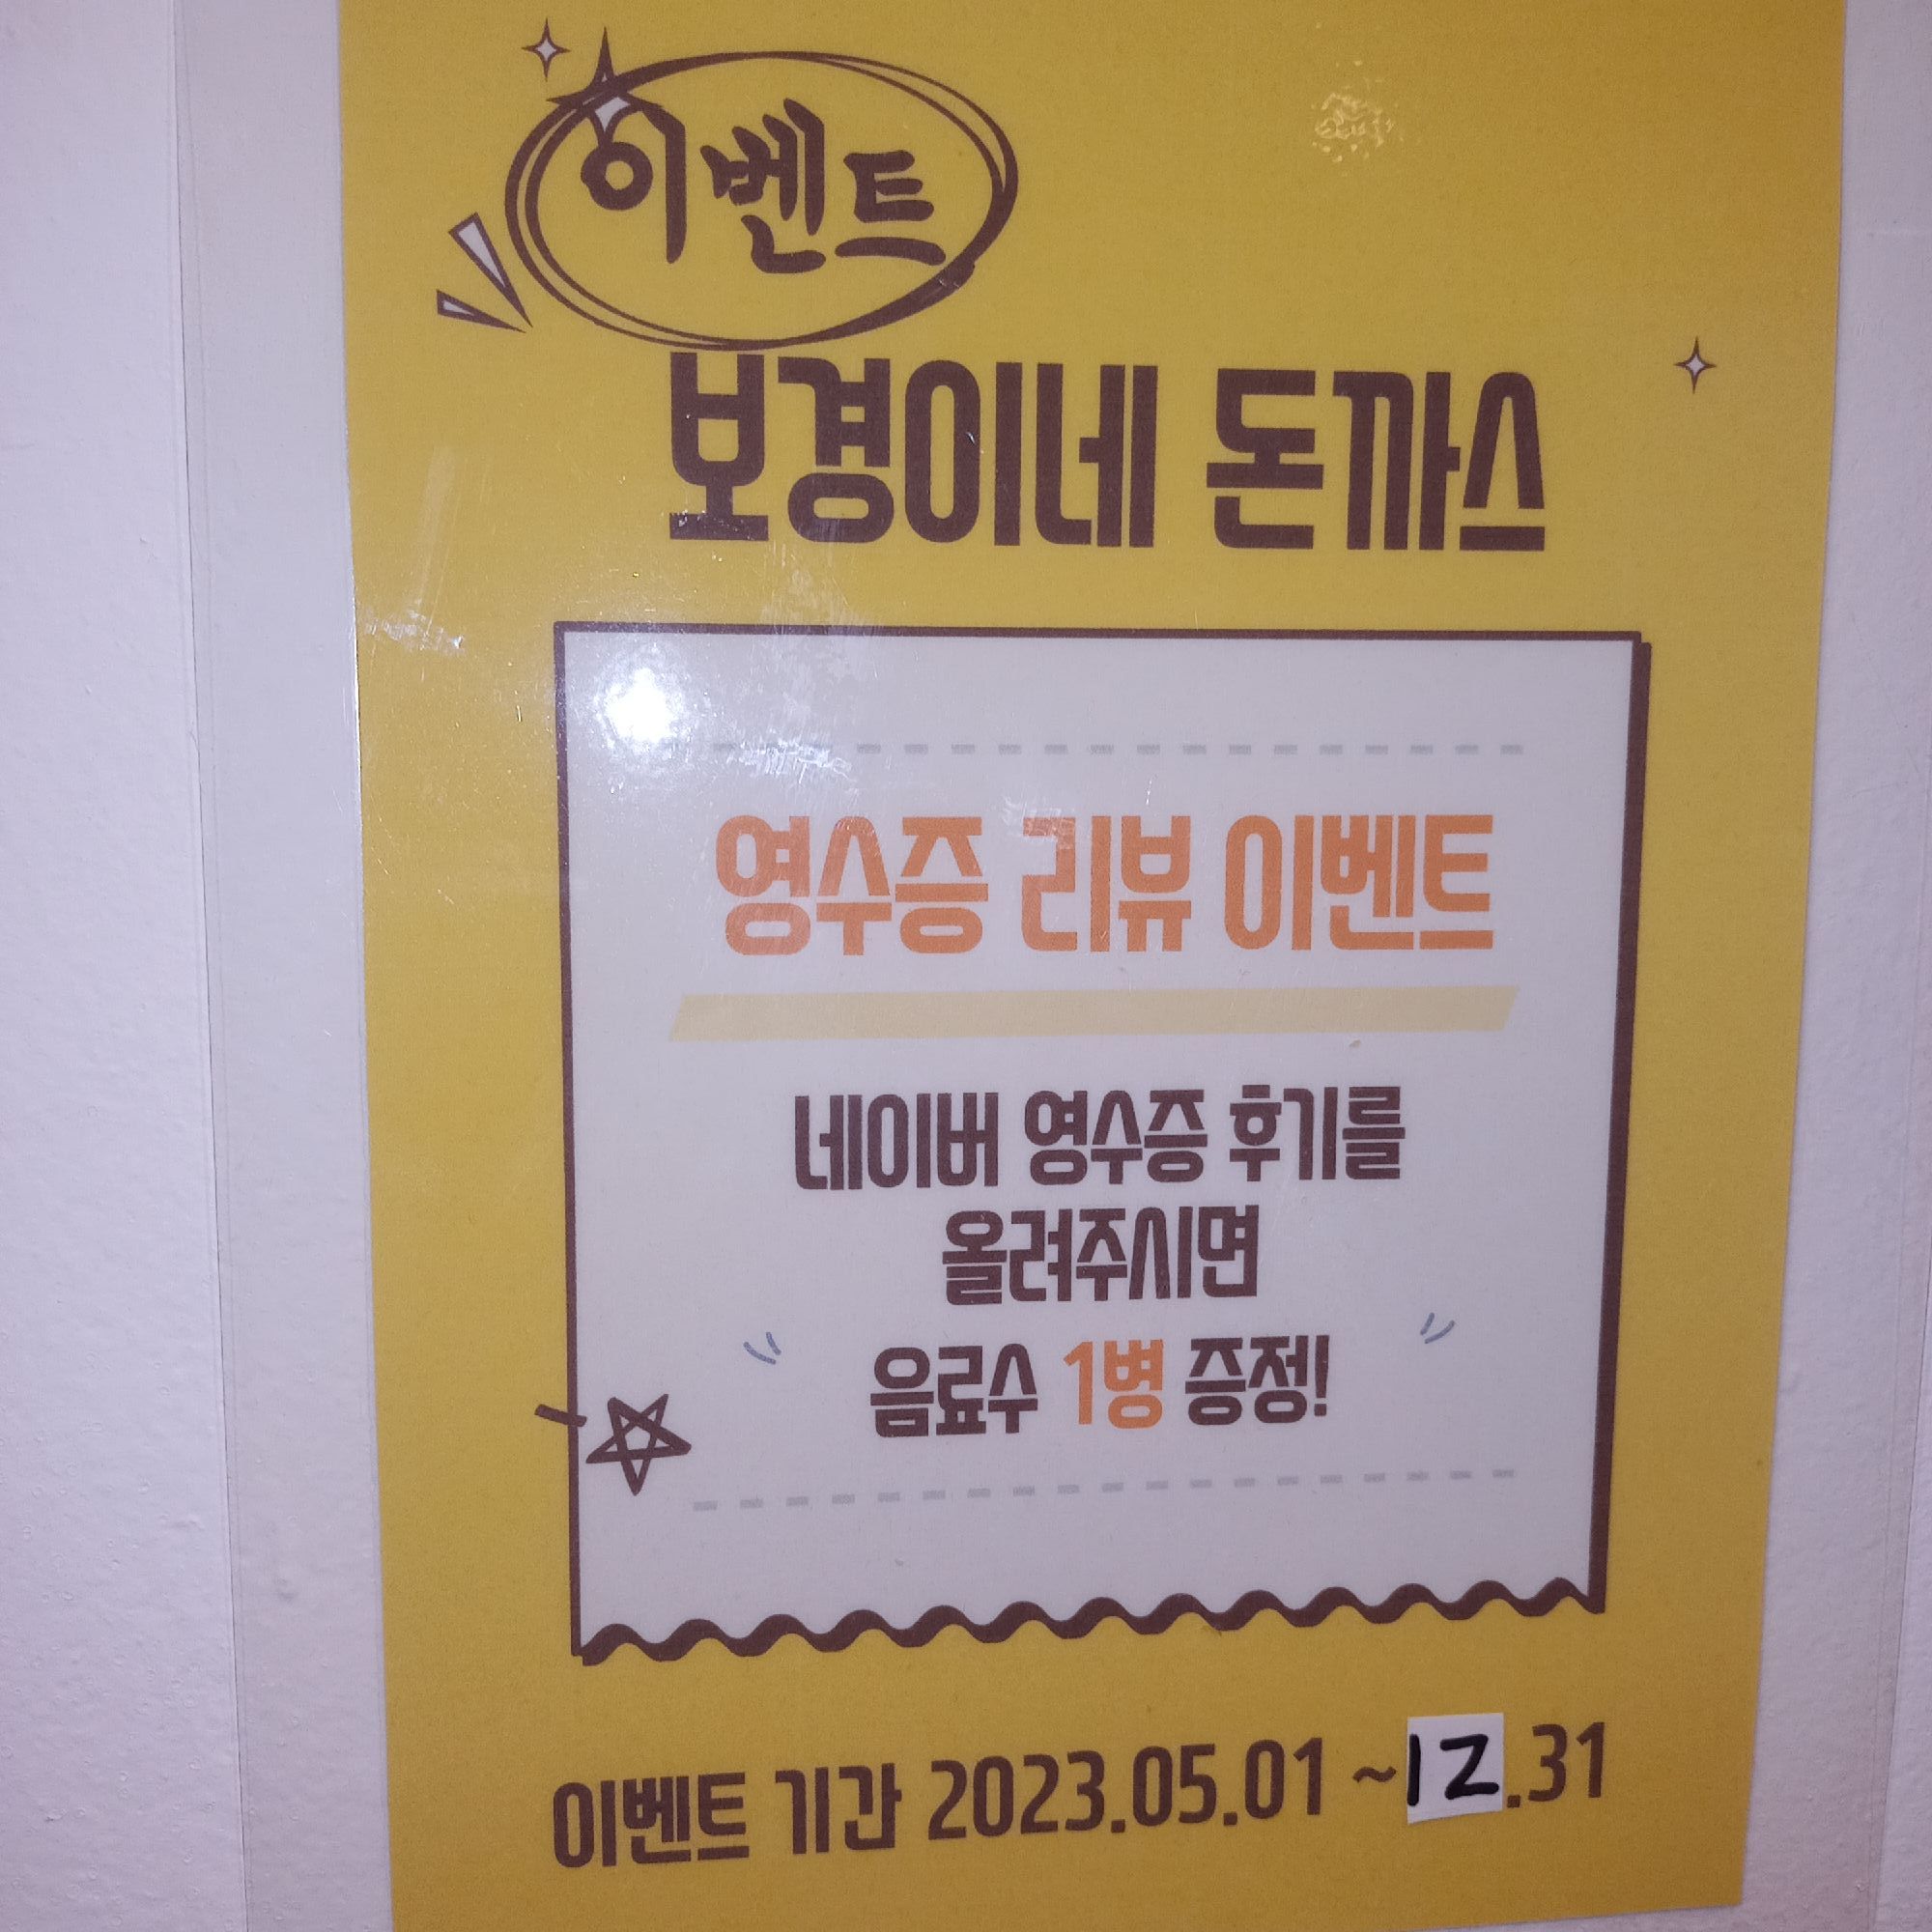 이벤트
보경이네 돈까스
영수증 리뷰 이벤트
네이버 영수증 후기를
올려주시면
음료수 1병 증정!
이벤트 기간 2023.05.01 ~12.31